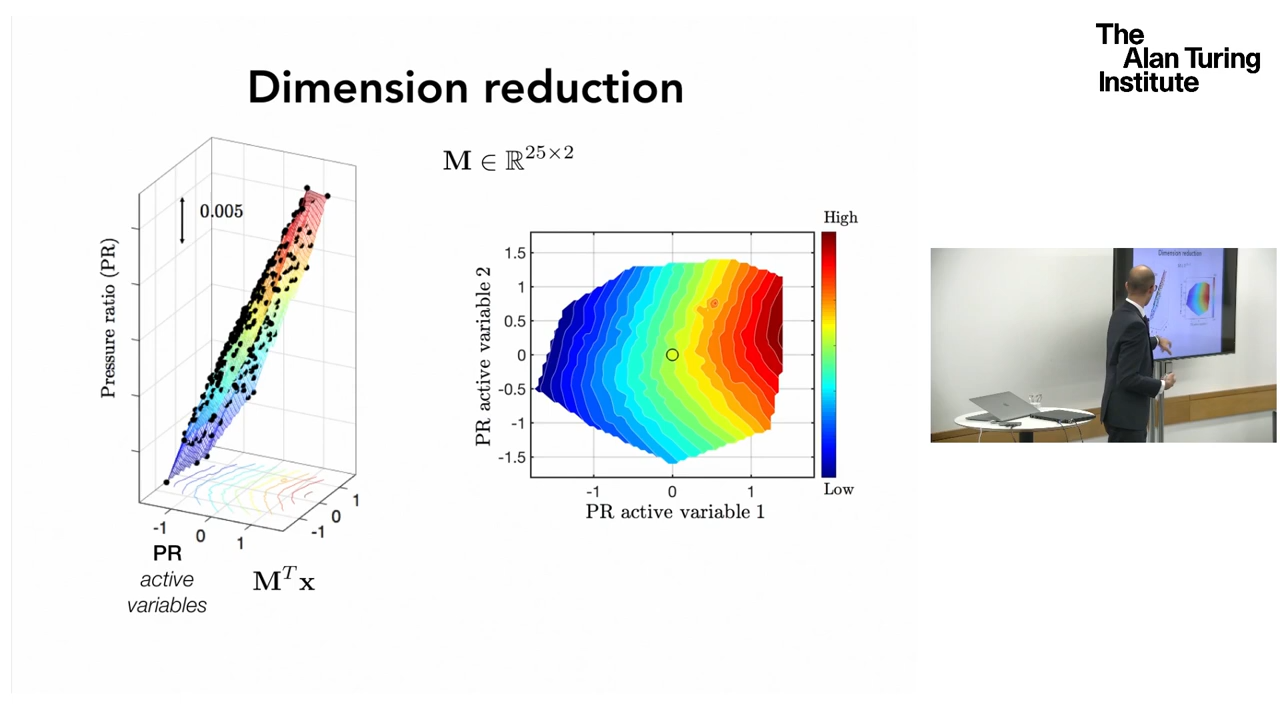 Dimension reduction
M ∈ ℝ^{25×2}
0.005
Pressure ratio (PR)
-1
0
1
-1
0
1
PR
active
variables
M^T x
High
Low
PR active variable 2
1.5
1
0.5
0
-0.5
-1
-1.5
-1
0
1
PR active variable 1
The
Alan Turing
Institute
Dimension reduction